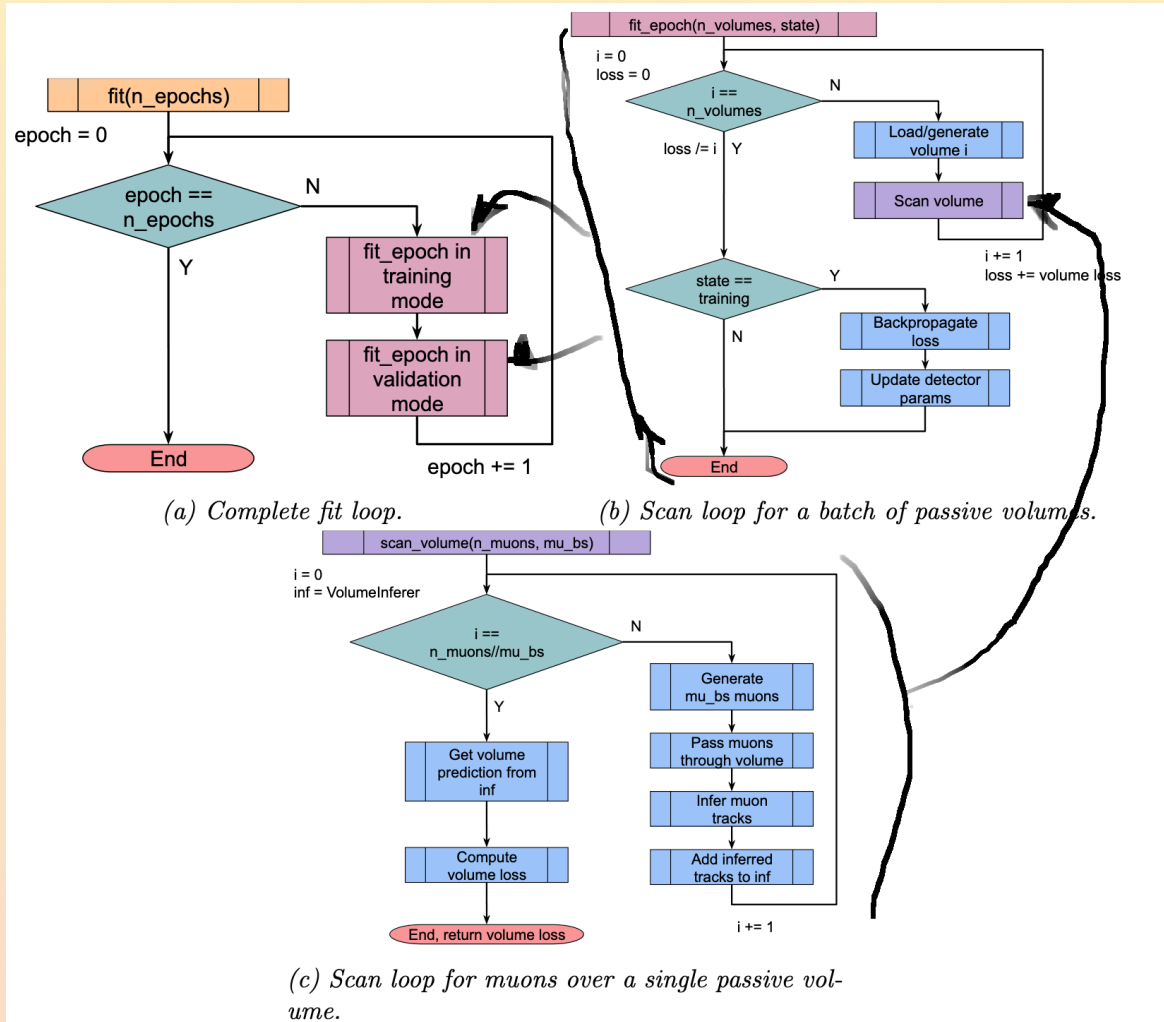 fit(n_epochs)
epoch = 0
epoch ==
n_epochs
N
Y
fit_epoch in
training
mode
fit_epoch in
validation
mode
End
epoch += 1
(a) Complete fit loop.
fit_epoch(n_volumes, state)
i = 0
loss = 0
i ==
n_volumes
N
loss /= i
Y
Load/generate
volume i
Scan volume
i += 1
loss += volume loss
state ==
training
Y
N
Backpropagate
loss
Update detector
params
End
(b) Scan loop for a batch of passive volumes.
scan_volume(n_muons, mu_bs)
i = 0
inf = VolumeInferer
i ==
n_muons//mu_bs
N
Y
Generate
mu_bs muons
Pass muons
through volume
Infer muon
tracks
Add inferred
tracks to inf
i += 1
Get volume
prediction from
inf
Compute
volume loss
End, return volume loss
(c) Scan loop for muons over a single passive vol-
ume.